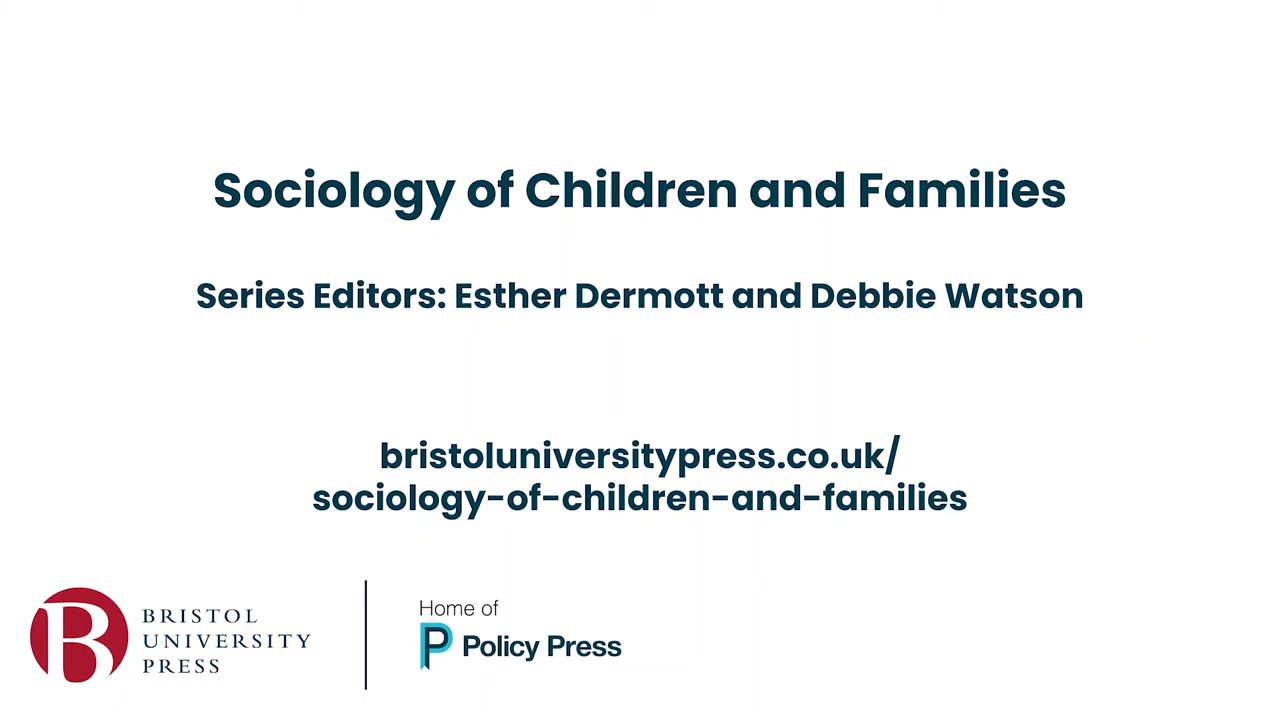 Sociology of Children and Families
Series Editors: Esther Dermott and Debbie Watson
bristoluniversitypress.co.uk/
sociology-of-children-and-families
BRISTOL
UNIVERSITY
PRESS
Home of
Policy Press